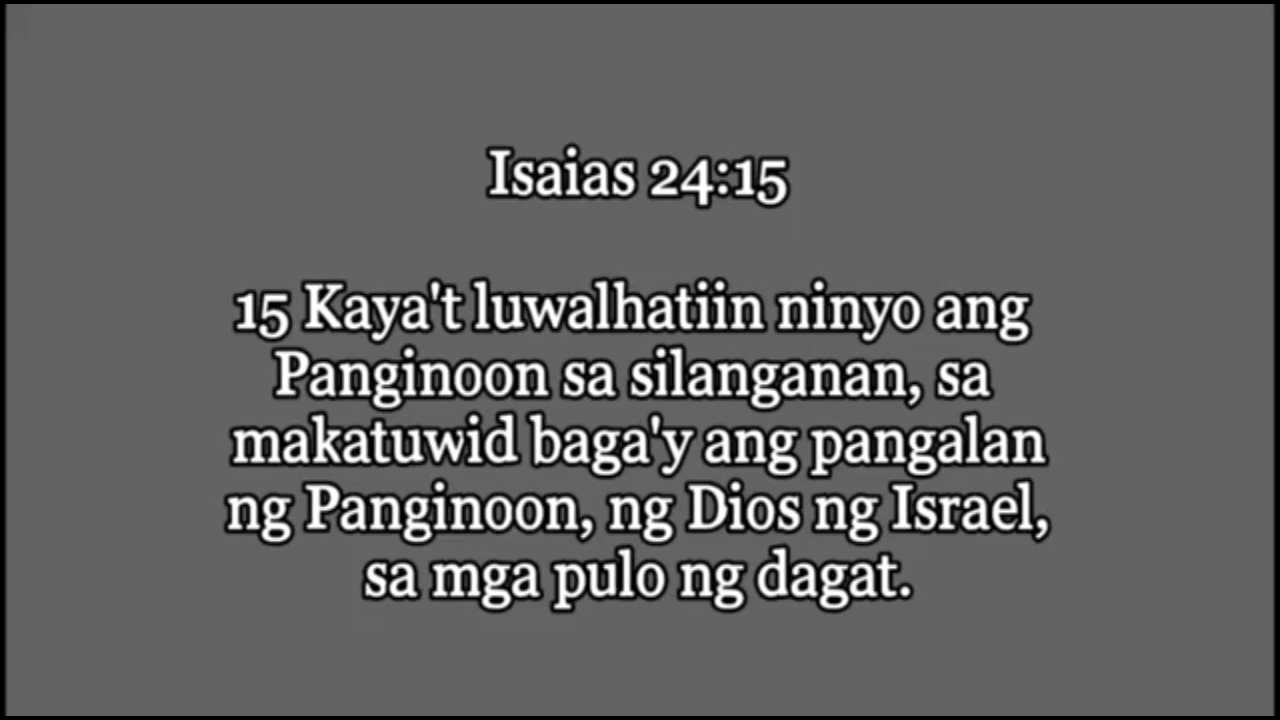 Isaias 24:15
15 Kaya't luwalhatiin ninyo ang
Panginoon sa silanganan, sa
makatuwid baga'y ang pangalan
ng Panginoon, ng Dios ng Israel,
sa mga pulo ng dagat.